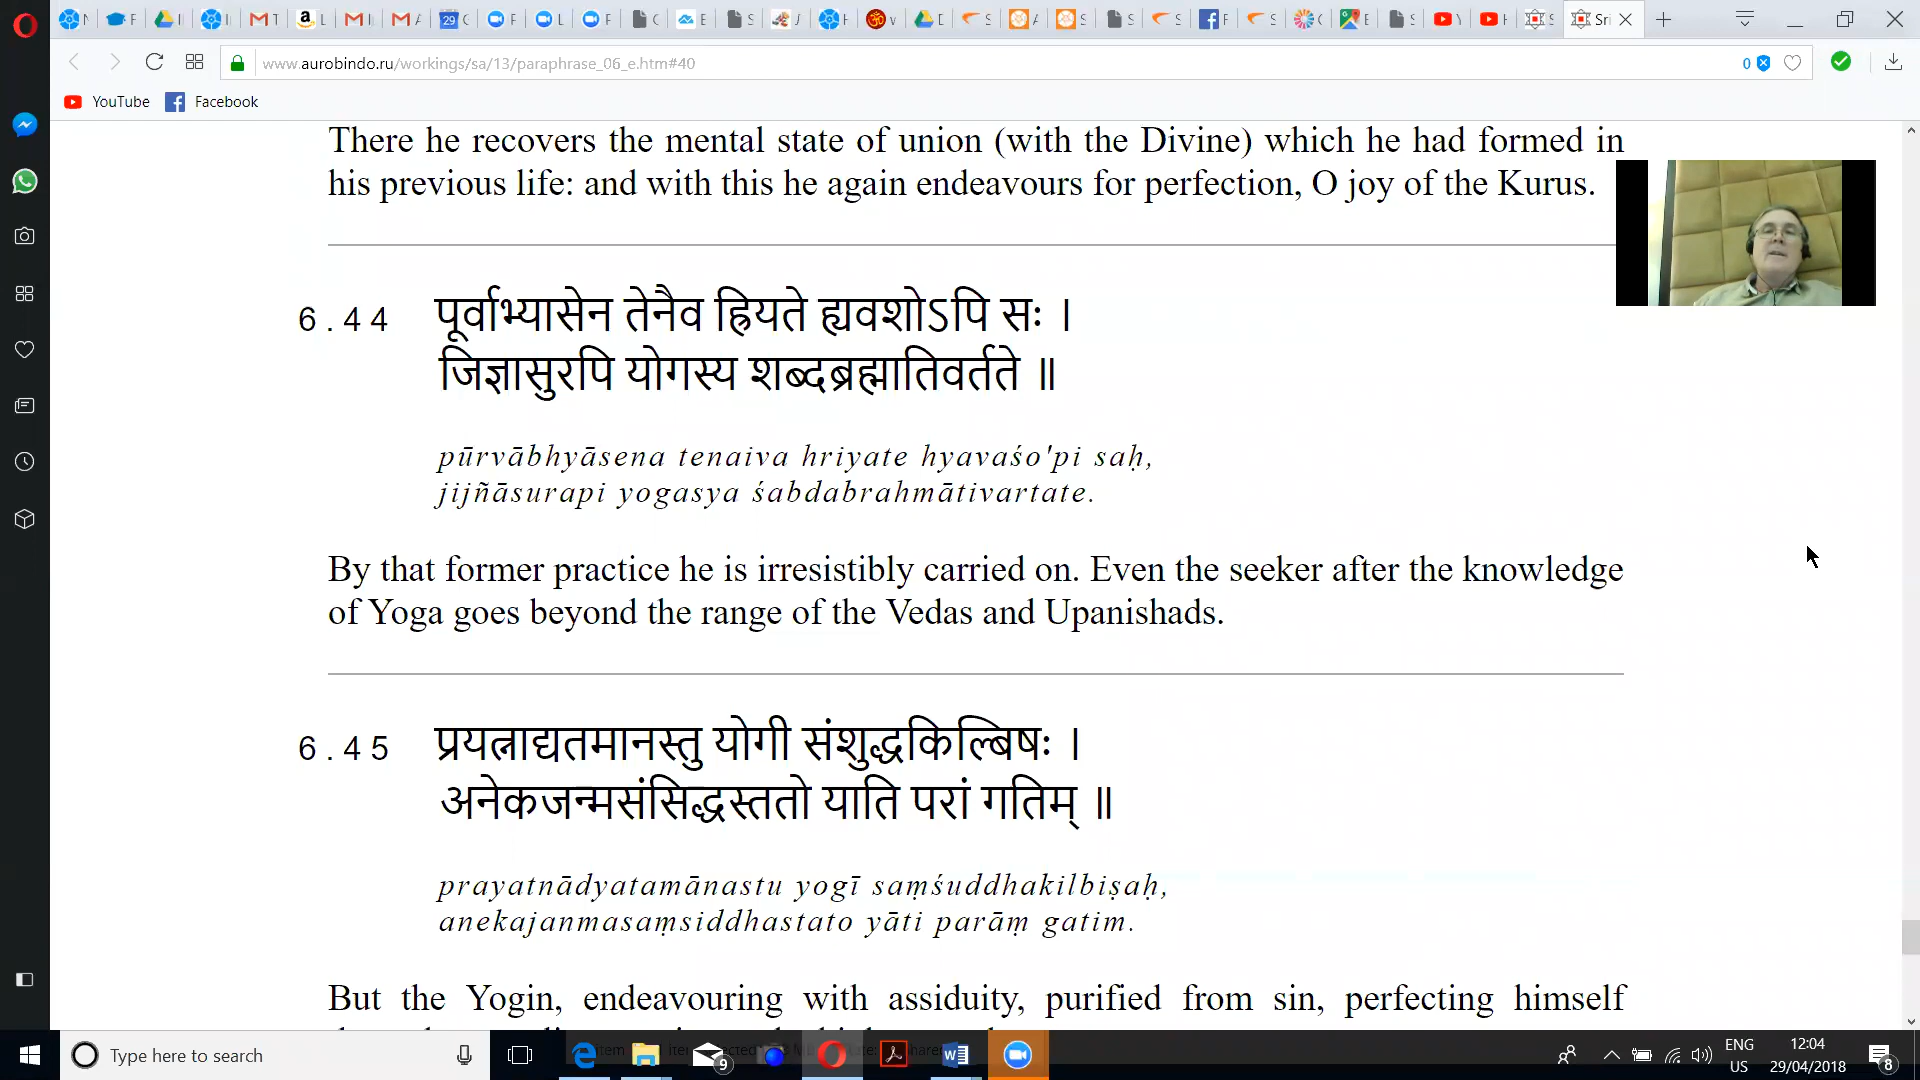 Sri
www.aurobindo.ru/workings/sa/13/paraphrase_06_e.htm#40
0
YouTube Facebook
There he recovers the mental state of union (with the Divine) which he had formed in
his previous life: and with this he again endeavours for perfection, O joy of the Kurus.
6.44 पूर्वाभ्यासेन तेनैव ह्रियते ह्यवशोऽपि सः ।
जिज्ञासुरपि योगस्य शब्दब्रह्मातिवर्तते ॥
pūrvābhyāsena tenaiva hriyate hyavaśo'pi saḥ,
jijñāsurapi yogasya śabdabrahmātivartate.
By that former practice he is irresistibly carried on. Even the seeker after the knowledge
of Yoga goes beyond the range of the Vedas and Upanishads.
6.45 प्रयत्नाद्यतमानस्तु योगी संशुद्धकिल्बिषः ।
अनेकजन्मसंसिद्धस्ततो याति परां गतिम् ॥
prayatnādyatamānastu yogī saṃśuddhakilbiṣaḥ,
anekajanmasaṃsiddhastato yāti parāṃ gatim.
But the Yogin, endeavouring with assiduity, purified from sin, perfecting himself
Type here to search
9
ENG
US
12:04
29/04/2018
8